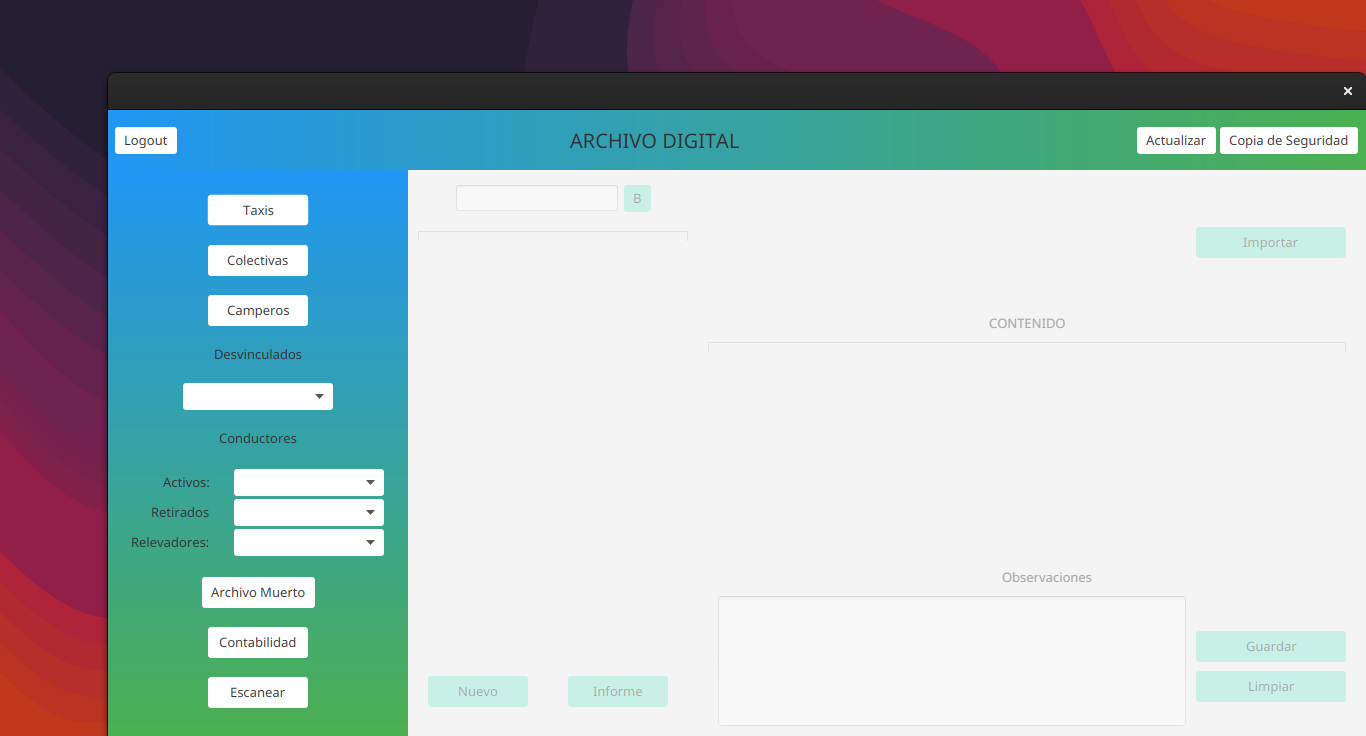 Logout
ARCHIVO DIGITAL
Actualizar
Copia de Seguridad
Taxis
Colectivas
Camperos
Desvinculados
Conductores
Activos:
Retirados
Relevadores:
Archivo Muerto
Contabilidad
Escanear
B
Importar
CONTENIDO
Observaciones
Guardar
Limpiar
Nuevo
Informe